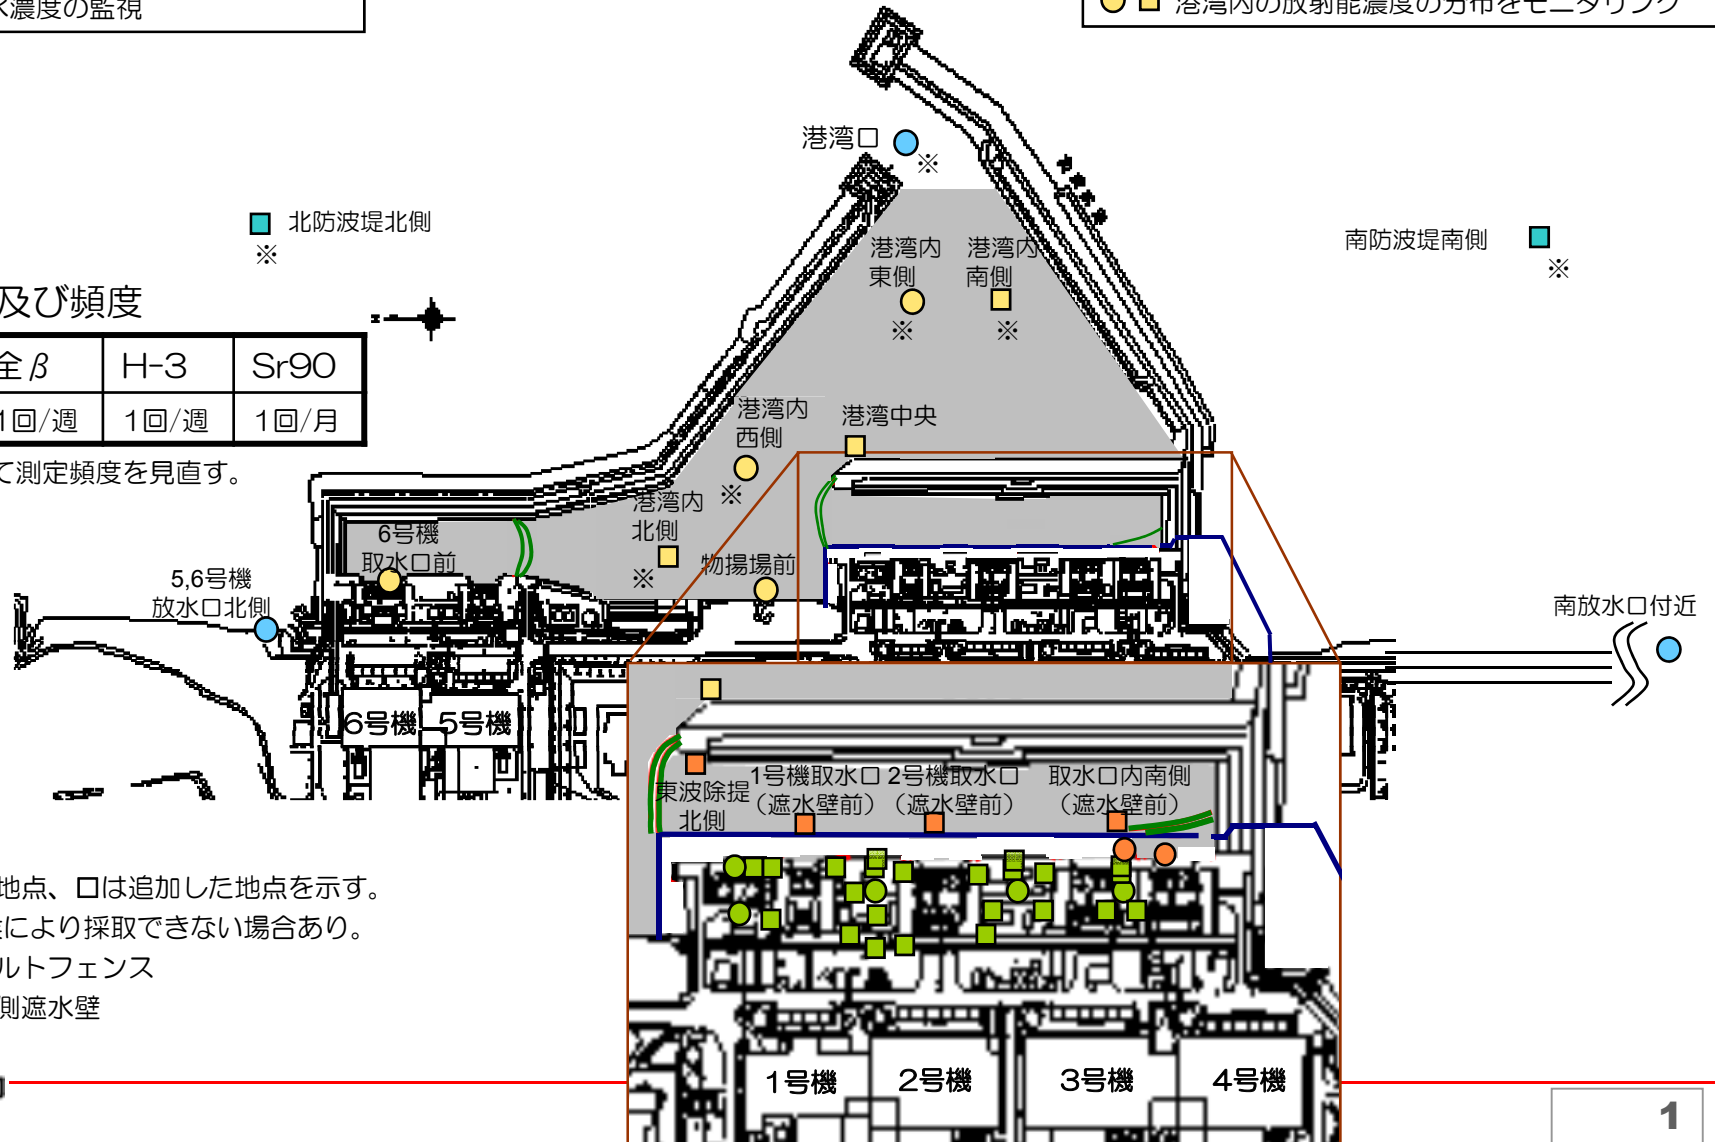 水濃度の監視
港湾内の放射能濃度の分布をモニタリング
港湾口
※
北防波堤北側
※
南防波堤南側
※
港湾内
東側
※
港湾内
南側
※
及び頻度
全β H-3 Sr90
1回/週 1回/週 1回/月
て測定頻度を見直す。
港湾内
西側
※
港湾中央
港湾内
北側
※
6号機
取水口前
物揚場前
5,6号機
放水口北側
南放水口付近
6号機 5号機
東波除堤
北側
1号機取水口
（遮水壁前）
2号機取水口
（遮水壁前）
取水口内南側
（遮水壁前）
地点、口は追加した地点を示す。
により採取できない場合あり。
ルトフェンス
側遮水壁
1号機 2号機 3号機 4号機
1